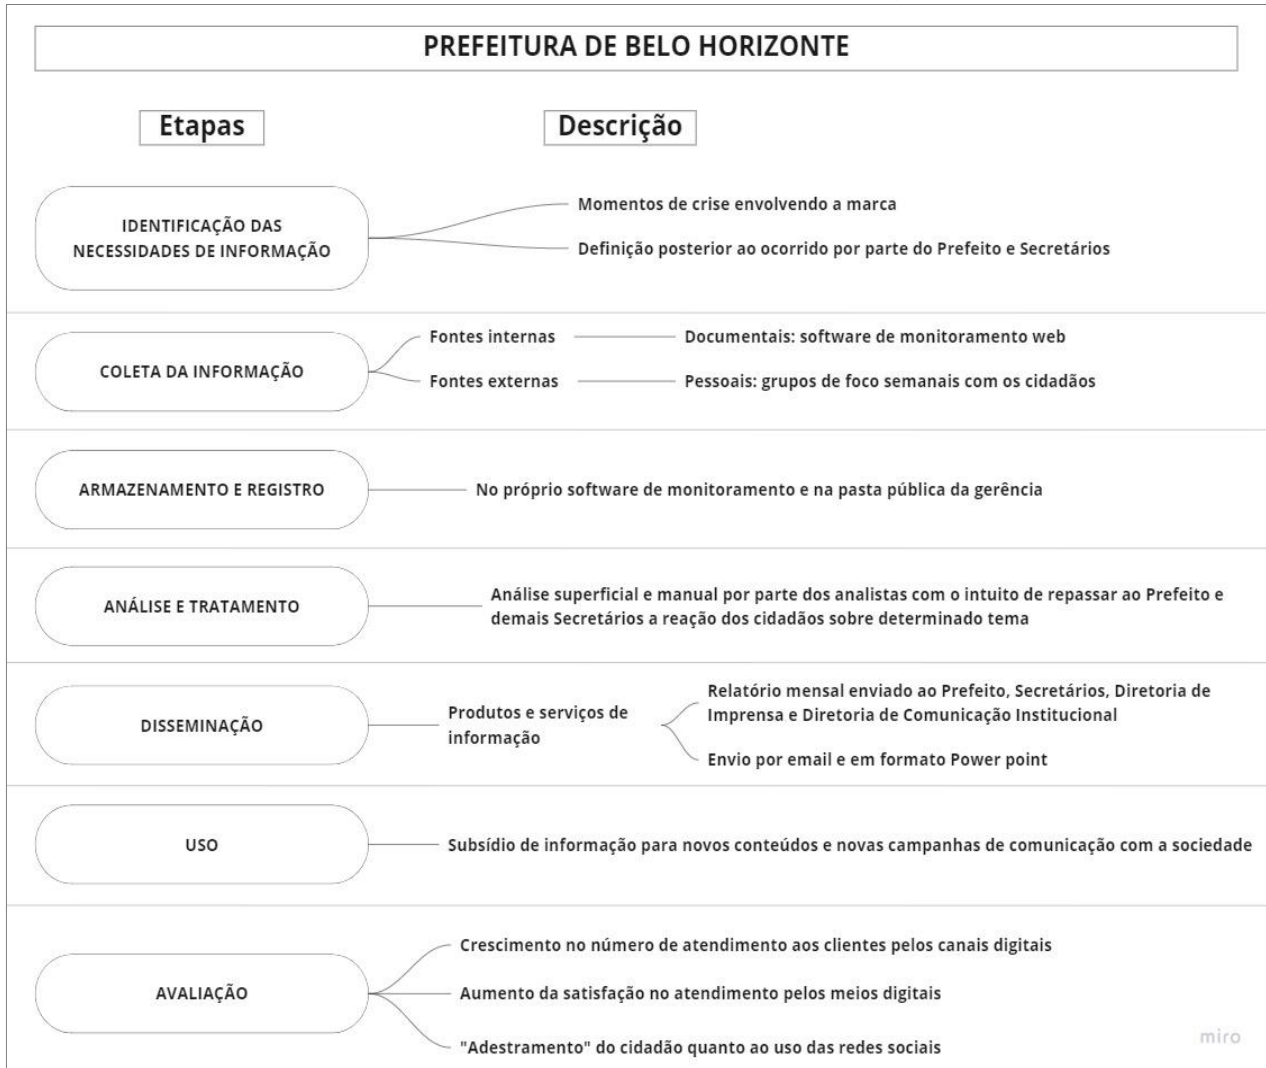 PREFEITURA DE BELO HORIZONTE
Etapas
Descrição
IDENTIFICAÇÃO DAS
NECESSIDADES DE INFORMAÇÃO
Momentos de crise envolvendo a marca
Definição posterior ao ocorrido por parte do Prefeito e Secretários
COLETA DA INFORMAÇÃO
Fontes internas
Documentais: software de monitoramento web
Fontes externas
Pessoais: grupos de foco semanais com os cidadãos
ARMAZENAMENTO E REGISTRO
No próprio software de monitoramento e na pasta pública da gerência
ANÁLISE E TRATAMENTO
Análise superficial e manual por parte dos analistas com o intuito de repassar ao Prefeito e
demais Secretários a reação dos cidadãos sobre determinado tema
DISSEMINAÇÃO
Produtos e serviços de
informação
Relatório mensal enviado ao Prefeito, Secretários, Diretoria de
Imprensa e Diretoria de Comunicação Institucional
Envio por email e em formato Power point
USO
Subsídio de informação para novos conteúdos e novas campanhas de comunicação com a sociedade
AVALIAÇÃO
Crescimento no número de atendimento aos clientes pelos canais digitais
Aumento da satisfação no atendimento pelos meios digitais
"Adestramento" do cidadão quanto ao uso das redes sociais
miro